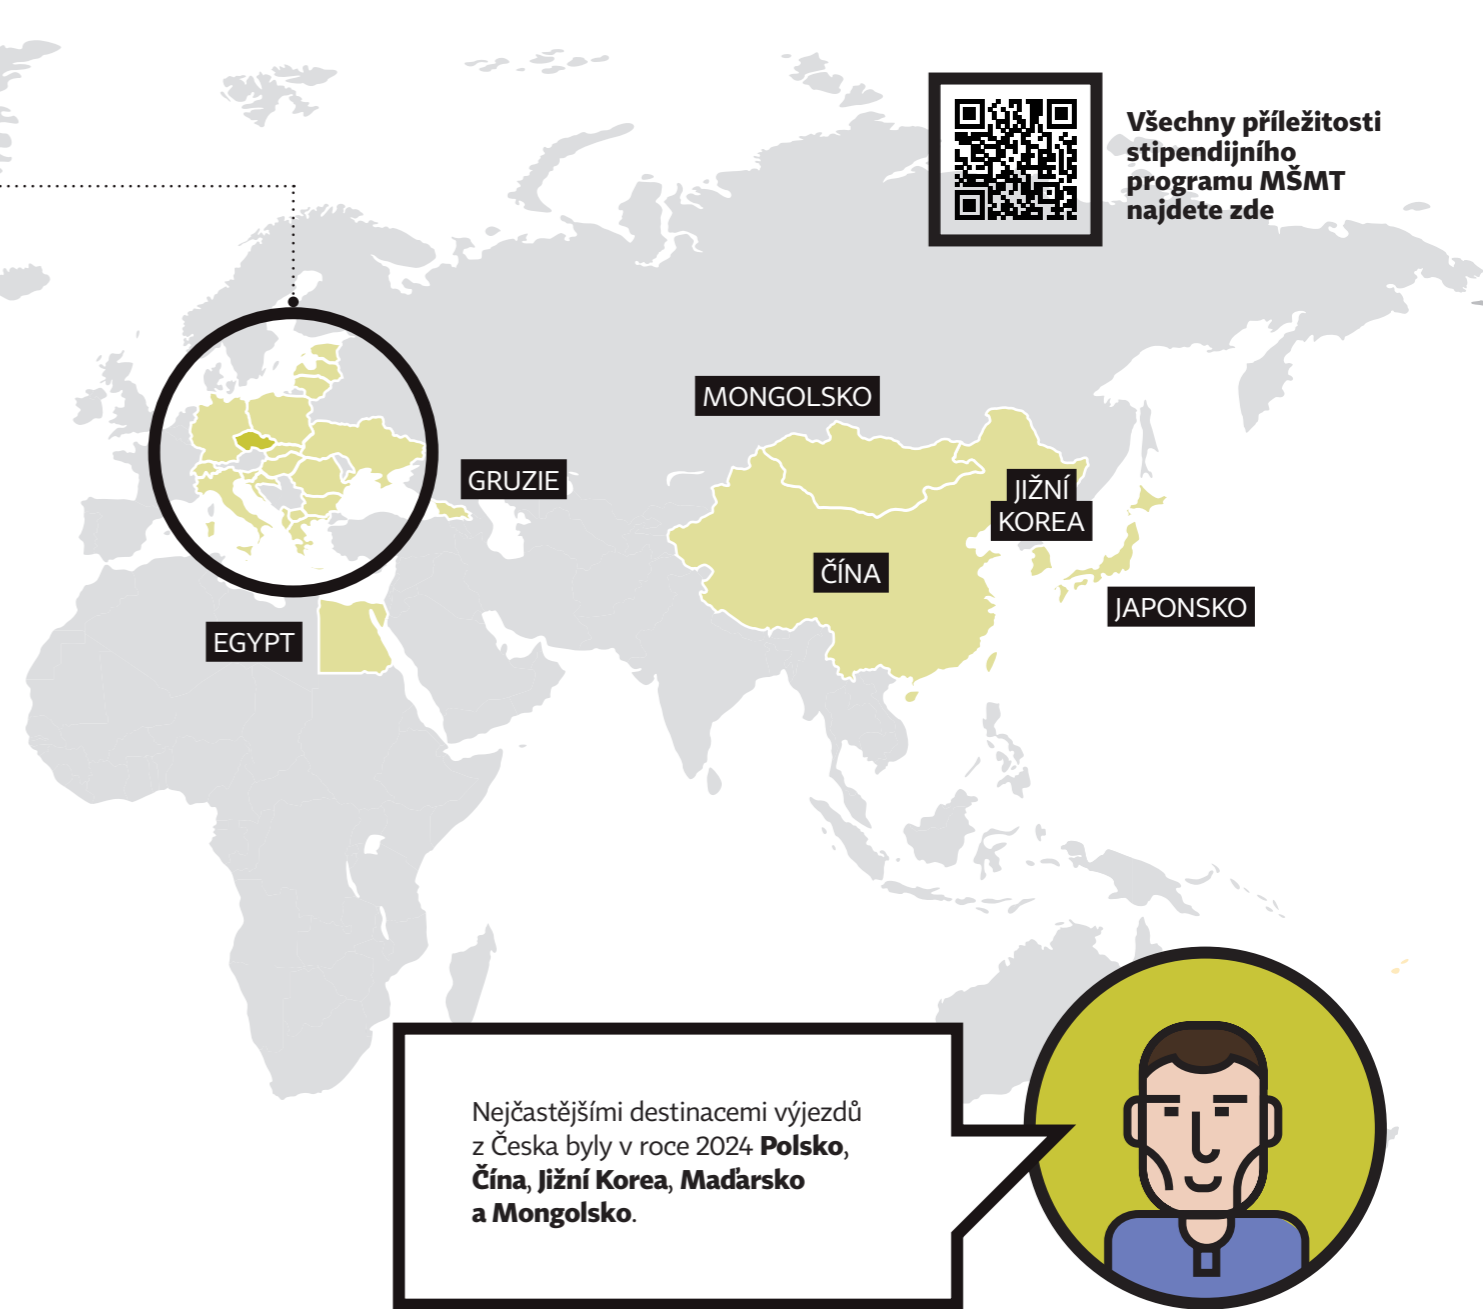 Všechny příležitosti
stipendijního
programu MŠMT
najdete zde
MONGOLSKO
GRUZIE
JIŽNÍ
KOREA
ČÍNA
JAPONSKO
EGYPT
Nejčastějšími destinacemi výjezdů
z Česka byly v roce 2024 Polsko,
Čína, Jižní Korea, Maďarsko
a Mongolsko.